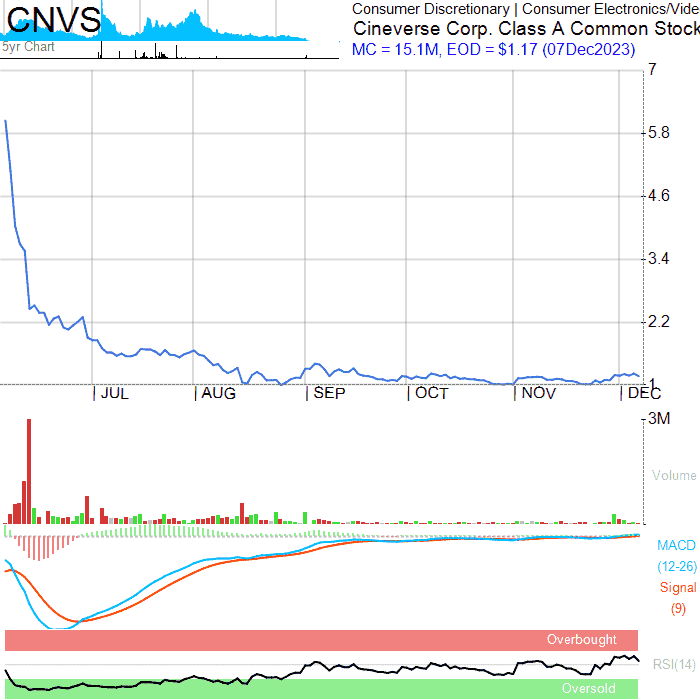 CNVS
5yr Chart
Consumer Discretionary | Consumer Electronics/Vide
Cineverse Corp. Class A Common Stock
MC = 15.1M, EOD = $1.17 (07Dec2023)
7
5.8
4.6
3.4
2.2
1
JUL AUG SEP OCT NOV DEC
3M
Volume
MACD
(12-26)
Signal
(9)
Overbought
RSI(14)
Oversold